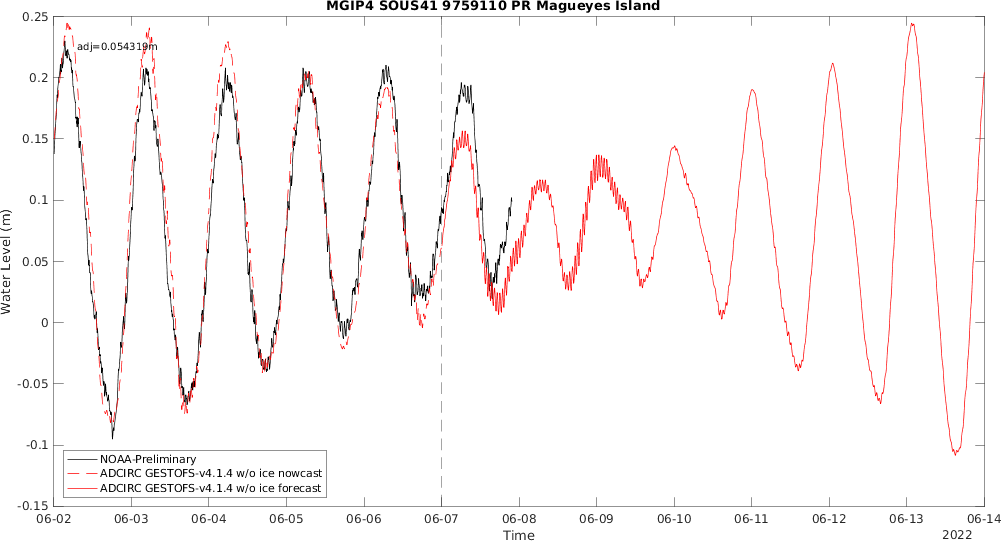 MGIP4 SOUS41 9759110 PR Magueyes Island
adj=0.054319m
0.25
0.2
0.15
0.1
0.05
0
-0.05
-0.1
-0.15
Water Level (m)
NOAA-Preliminary
ADCIRC GESTOFS-v4.1.4 w/o ice nowcast
ADCIRC GESTOFS-v4.1.4 w/o ice forecast
06-02 06-03 06-04 06-05 06-06 06-07 06-08 06-09 06-10 06-11 06-12 06-13 06-14
Time
2022